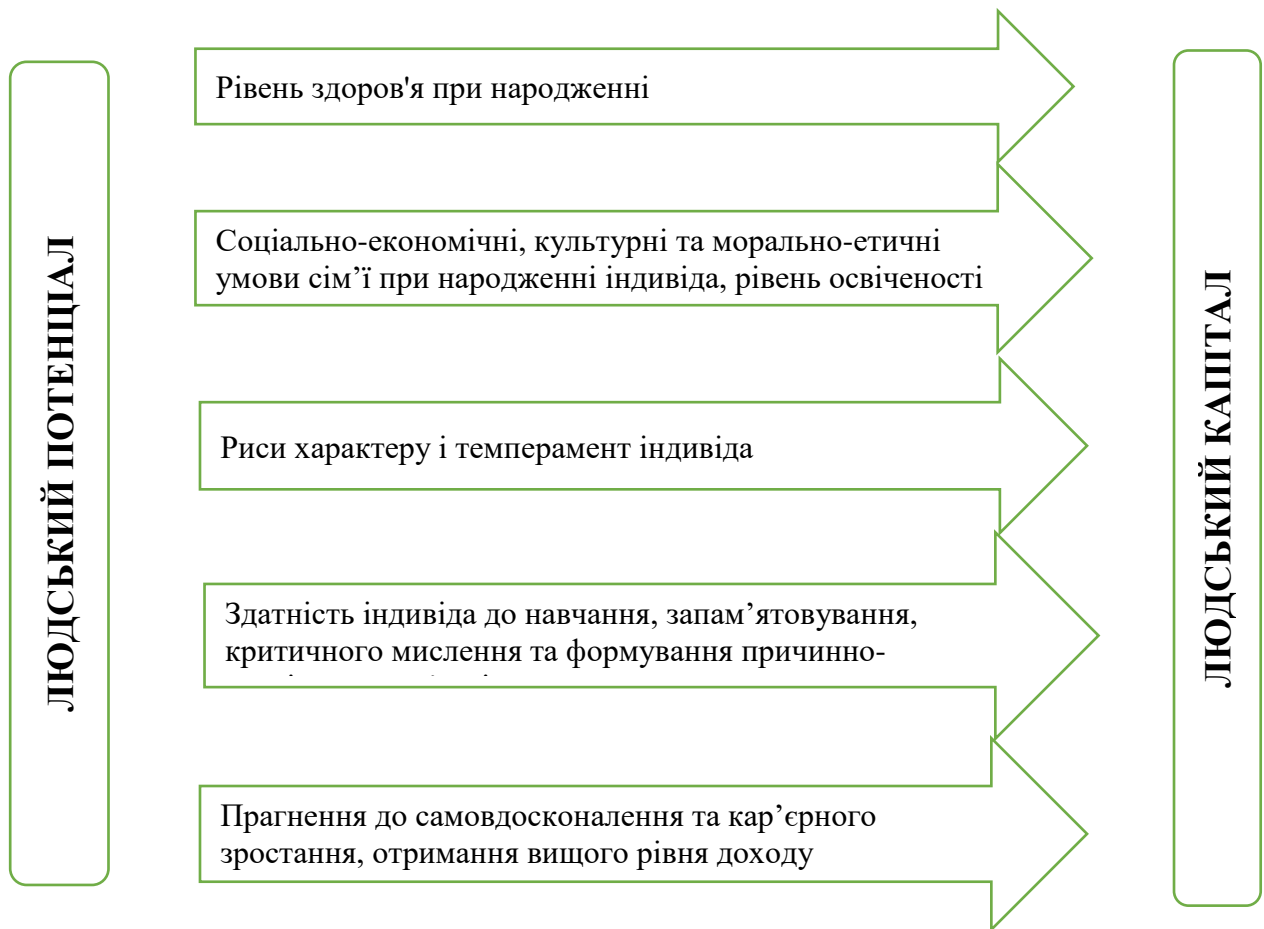 ЛЮДСЬКИЙ ПОТЕНЦІАЛ
Рівень здоров'я при народженні
Соціально-економічні, культурні та морально-етичні
умови сім’ї при народженні індивіда, рівень освіченості
Риси характеру і темперамент індивіда
Здатність індивіда до навчання, запам’ятовування,
критичного мислення та формування причинно-
Прагнення до самовдосконалення та кар’єрного
зростання, отримання вищого рівня доходу
ЛЮДСЬКИЙ КАПІТАЛ